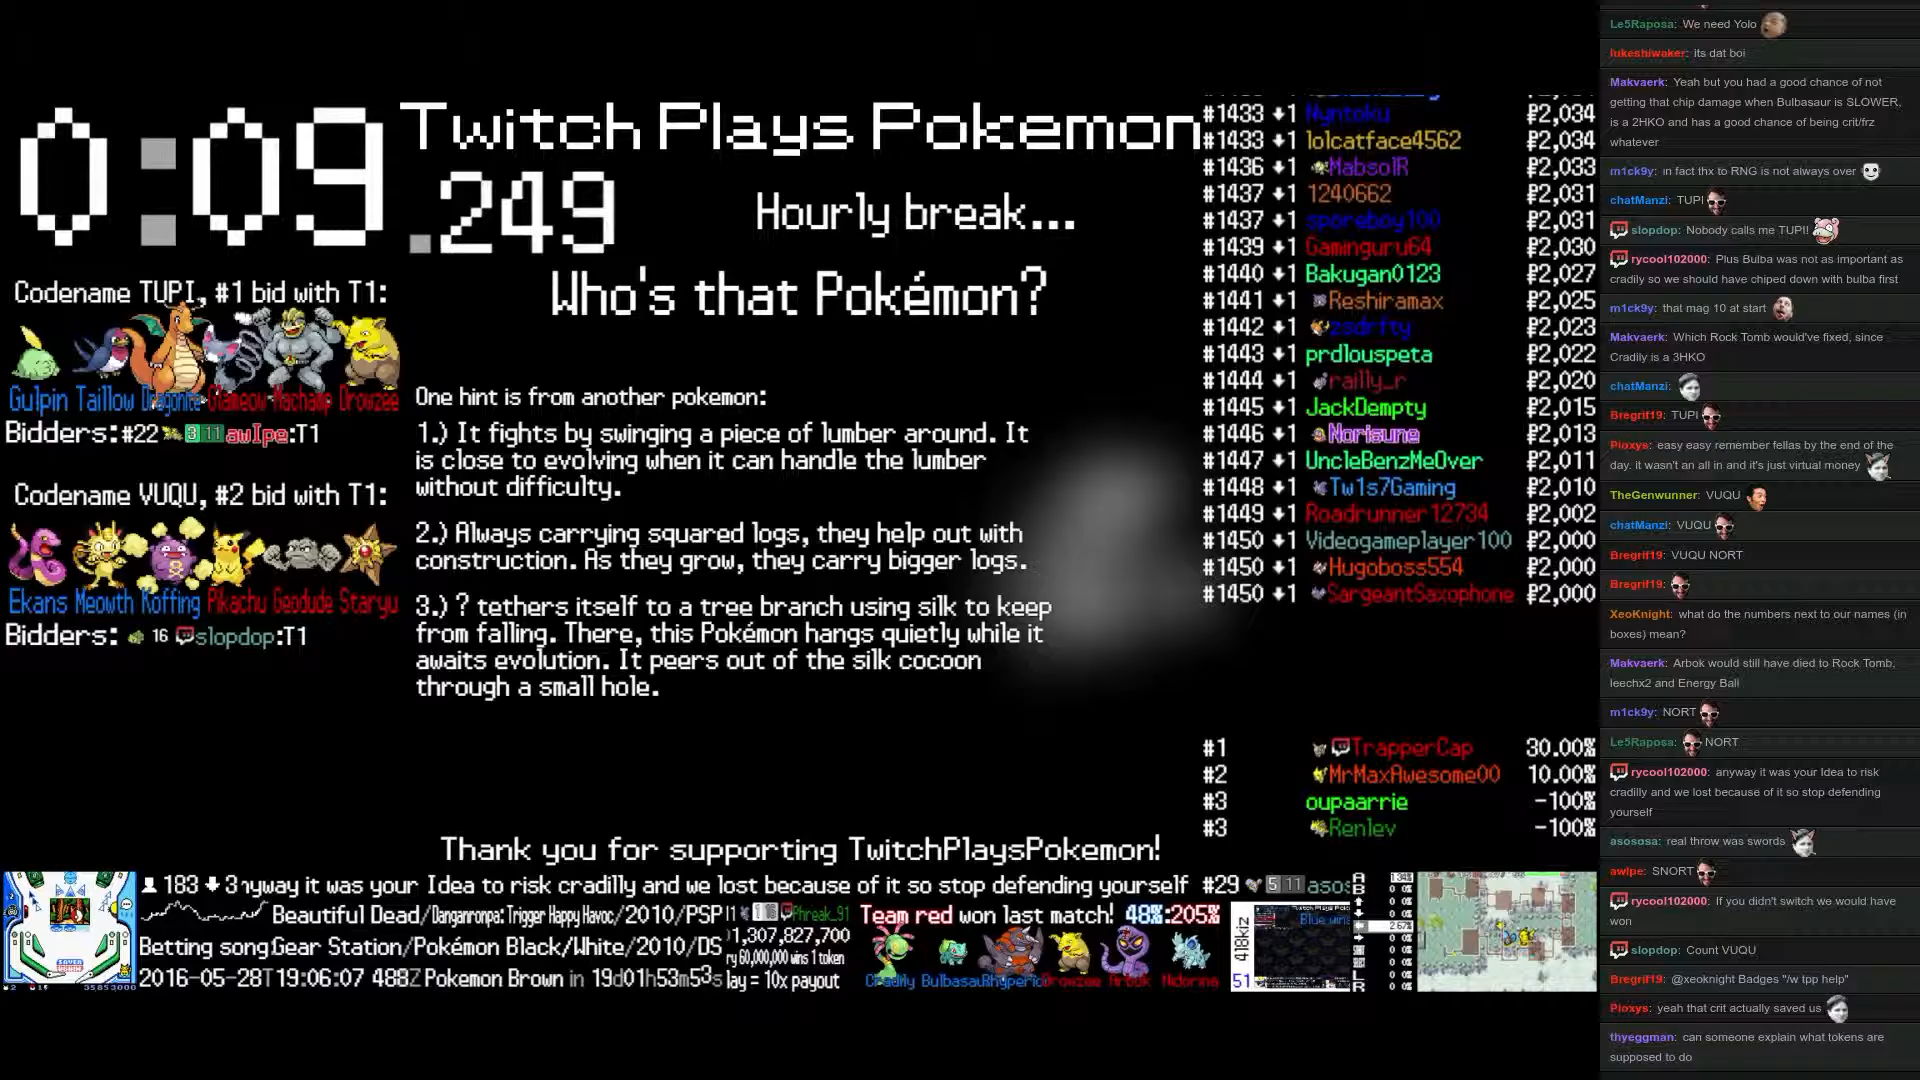 0:09.249
Twitch Plays Pokemon
Hourly break...
Who's that Pokémon?
Codename TUPI, #1 bid with T1:
Gulpin Taillow Dragonite Glameow Machamp Drowzee
Bidders:#22 3 11 awIpe:T1
Codename VUQU, #2 bid with T1:
Ekans Meowth Koffing Pikachu Geodude Staryu
Bidders: 16 slopdop:T1
One hint is from another pokemon:
1.) It fights by swinging a piece of lumber around. It
is close to evolving when it can handle the lumber
without difficulty.
2.) Always carrying squared logs, they help out with
construction. As they grow, they carry bigger logs.
3.) ? tethers itself to a tree branch using silk to keep
from falling. There, this Pokémon hangs quietly while it
awaits evolution. It peers out of the silk cocoon
through a small hole.
#1433 ↓1 Nyntoku ₽2,034
#1433 ↓1 lolcatface4562 ₽2,034
#1436 ↓1 MabsolR ₽2,033
#1437 ↓1 1240662 ₽2,031
#1437 ↓1 sporeboy100 ₽2,031
#1439 ↓1 Gaminguru64 ₽2,030
#1440 ↓1 Bakugan0123 ₽2,027
#1441 ↓1 Reshiramax ₽2,025
#1442 ↓1 zsdrfty ₽2,023
#1443 ↓1 prdlouspeta ₽2,022
#1444 ↓1 railly_r ₽2,020
#1445 ↓1 JackDempty ₽2,015
#1446 ↓1 Norisune ₽2,013
#1447 ↓1 UncleBenzMeOver ₽2,011
#1448 ↓1 Tw1s7Gaming ₽2,010
#1449 ↓1 Roadrunner12734 ₽2,002
#1450 ↓1 Videogameplayer100 ₽2,000
#1450 ↓1 Hugoboss554 ₽2,000
#1450 ↓1 SargeantSaxophone ₽2,000
#1 TrapperCap 30.00%
#2 MrMaxAwesome00 10.00%
#3 oupaarrie -100%
#3 Renlev -100%
Thank you for supporting TwitchPlaysPokemon!
183 ↓3 nyway it was your Idea to risk cradilly and we lost because of it so stop defending yourself #29 5 11 asos
Beautiful Dead/Danganronpa: Trigger Happy Havoc/2010/PSP
Phreak_91
Betting song Gear Station/Pokémon Black/White/2010/DS
2016-05-28T19:06:07 488Z Pokemon Brown in 19d01h53m53s
1,307,827,700
ry 60,000,000 wins 1 token
lay = 10x payout
Team red won last match! 48%:205%
Cradily Bulbasau Rhyperio Drowzee Arbok Nidorina
418kiz
51
Le5Raposa: We need Yolo
lukeshiwaker: its dat boi
Makvaerk: Yeah but you had a good chance of not
getting that chip damage when Bulbasaur is SLOWER,
is a 2HKO and has a good chance of being crit/frz
whatever
m1ck9y: in fact thx to RNG is not always over
chatManzi: TUPI
slopdop: Nobody calls me TUPI!
rycool102000: Plus Bulba was not as important as
cradily so we should have chiped down with bulba first
m1ck9y: that mag 10 at start
Makvaerk: Which Rock Tomb would've fixed, since
Cradily is a 3HKO
chatManzi:
Bregrif19: TUPI
Pioxys: easy easy remember fellas by the end of the
day. it wasn't an all in and it's just virtual money
TheGenwunner: VUQU
chatManzi: VUQU
Bregrif19: VUQU NORT
Bregrif19:
XeoKnight: what do the numbers next to our names (in
boxes) mean?
Makvaerk: Arbok would still have died to Rock Tomb,
leechx2 and Energy Ball
m1ck9y: NORT
Le5Raposa: NORT
rycool102000: anyway it was your Idea to risk
cradilly and we lost because of it so stop defending
yourself
asososa: real throw was swords
awipe: SNORT
rycool102000: If you didn't switch we would have
won
slopdop: Count VUQU
Bregrif19: @xeoknight Badges "/w tpp help"
Pioxys: yeah that crit actually saved us
thyeggman: can someone explain what tokens are
supposed to do